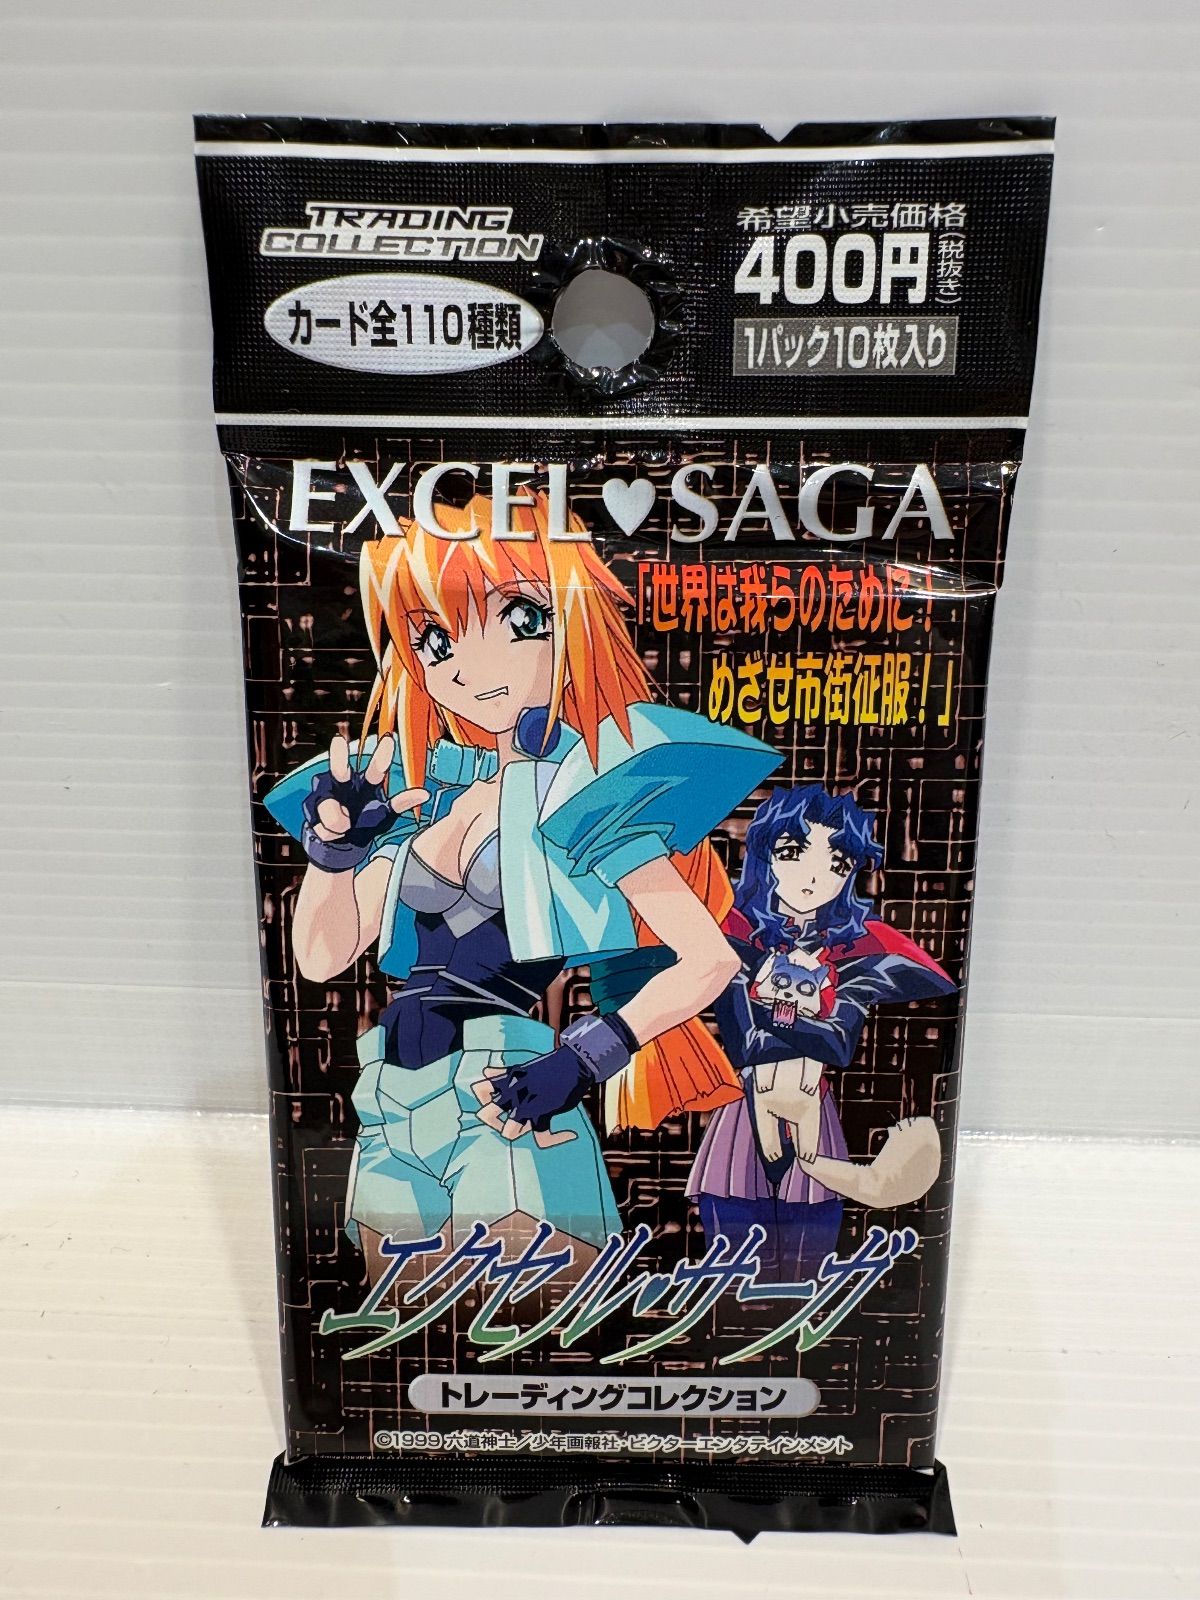 TRADING
COLLECTION
カード全110種類
希望小売価格
400円(税抜き)
1パック10枚入り
EXCEL♥SAGA
「世界は我らのために!
めざせ市街征服!」
エクセル♥サーガ
トレーディングコレクション
©1999 六道神士/少年画報社・ビクターエンタテインメント